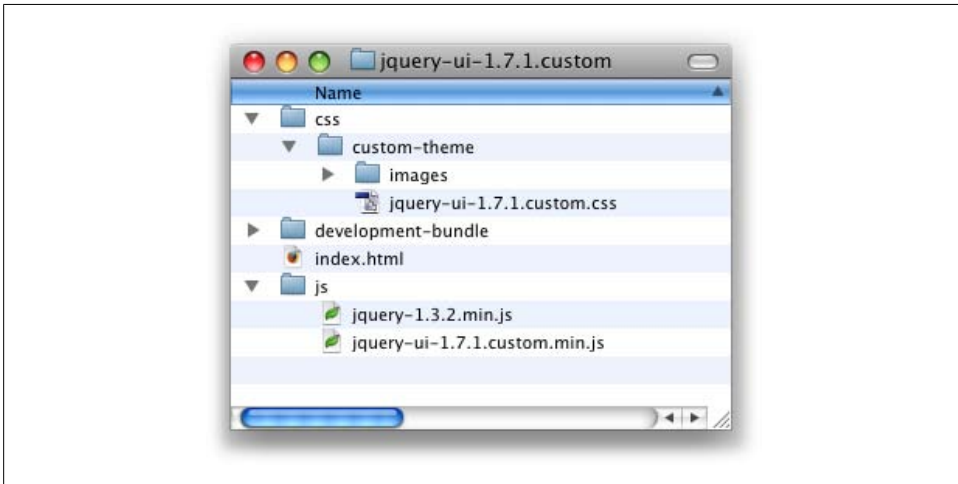 jquery-ui-1.7.1.custom
Name
css
custom-theme
images
jquery-ui-1.7.1.custom.css
development-bundle
index.html
js
jquery-1.3.2.min.js
jquery-ui-1.7.1.custom.min.js